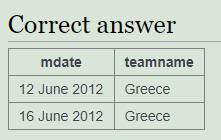 Correct answer
mdate teamname
12 June 2012 Greece
16 June 2012 Greece